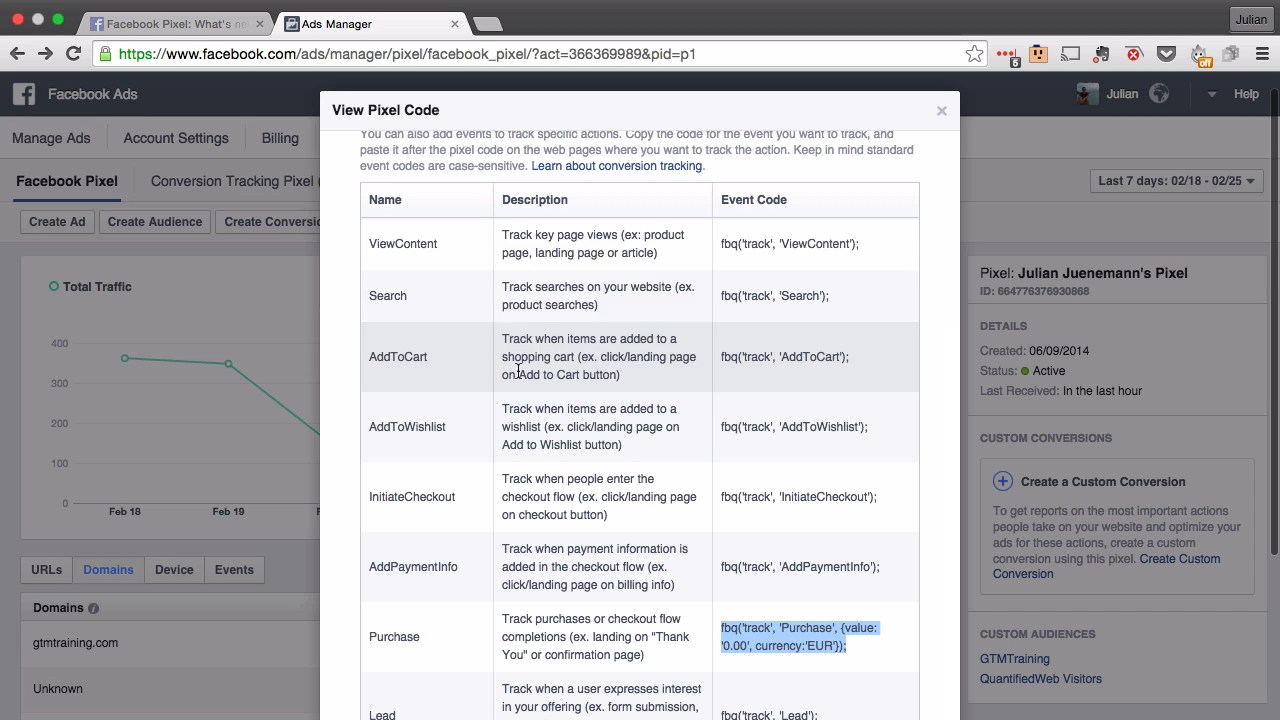 Facebook Pixel: What's ne
Ads Manager
Julian
https://www.facebook.com/ads/manager/pixel/facebook_pixel/?act=366369989&pid=p1
6
off
Facebook Ads
Julian
Help
Manage Ads
Account Settings
Billing
Facebook Pixel
Conversion Tracking Pixel (
Last 7 days: 02/18 - 02/25
Create Ad
Create Audience
Create Conversio
Total Traffic
400
300
200
100
0
Feb 18
Feb 19
F
URLs
Domains
Device
Events
Domains
gtmtraining.com
Unknown
View Pixel Code
×
You can also add events to track specific actions. Copy the code for the event you want to track, and
paste it after the pixel code on the web pages where you want to track the action. Keep in mind standard
event codes are case-sensitive. Learn about conversion tracking.
Name
Description
Event Code
ViewContent
Track key page views (ex: product
page, landing page or article)
fbq('track', 'ViewContent');
Search
Track searches on your website (ex.
product searches)
fbq('track', 'Search');
AddToCart
Track when items are added to a
shopping cart (ex. click/landing page
on Add to Cart button)
fbq('track', 'AddToCart');
AddToWishlist
Track when items are added to a
wishlist (ex. click/landing page on
Add to Wishlist button)
fbq('track', 'AddToWishlist');
InitiateCheckout
Track when people enter the
checkout flow (ex. click/landing page
on checkout button)
fbq('track', 'InitiateCheckout');
AddPaymentInfo
Track when payment information is
added in the checkout flow (ex.
click/landing page on billing info)
fbq('track', 'AddPaymentInfo');
Purchase
Track purchases or checkout flow
completions (ex. landing on "Thank
You" or confirmation page)
fbq('track', 'Purchase', {value:
'0.00', currency:'EUR'});
Lead
Track when a user expresses interest
in your offering (ex. form submission,
fbq('track', 'Lead');
Pixel: Julian Juenemann's Pixel
ID: 664776376930868
DETAILS
Created: 06/09/2014
Status: Active
Last Received: In the last hour
CUSTOM CONVERSIONS
Create a Custom Conversion
To get reports on the most important actions
people take on your website and optimize your
ads for these actions, create a custom
conversion using this pixel. Create Custom
Conversion
CUSTOM AUDIENCES
GTMTraining
QuantifiedWeb Visitors